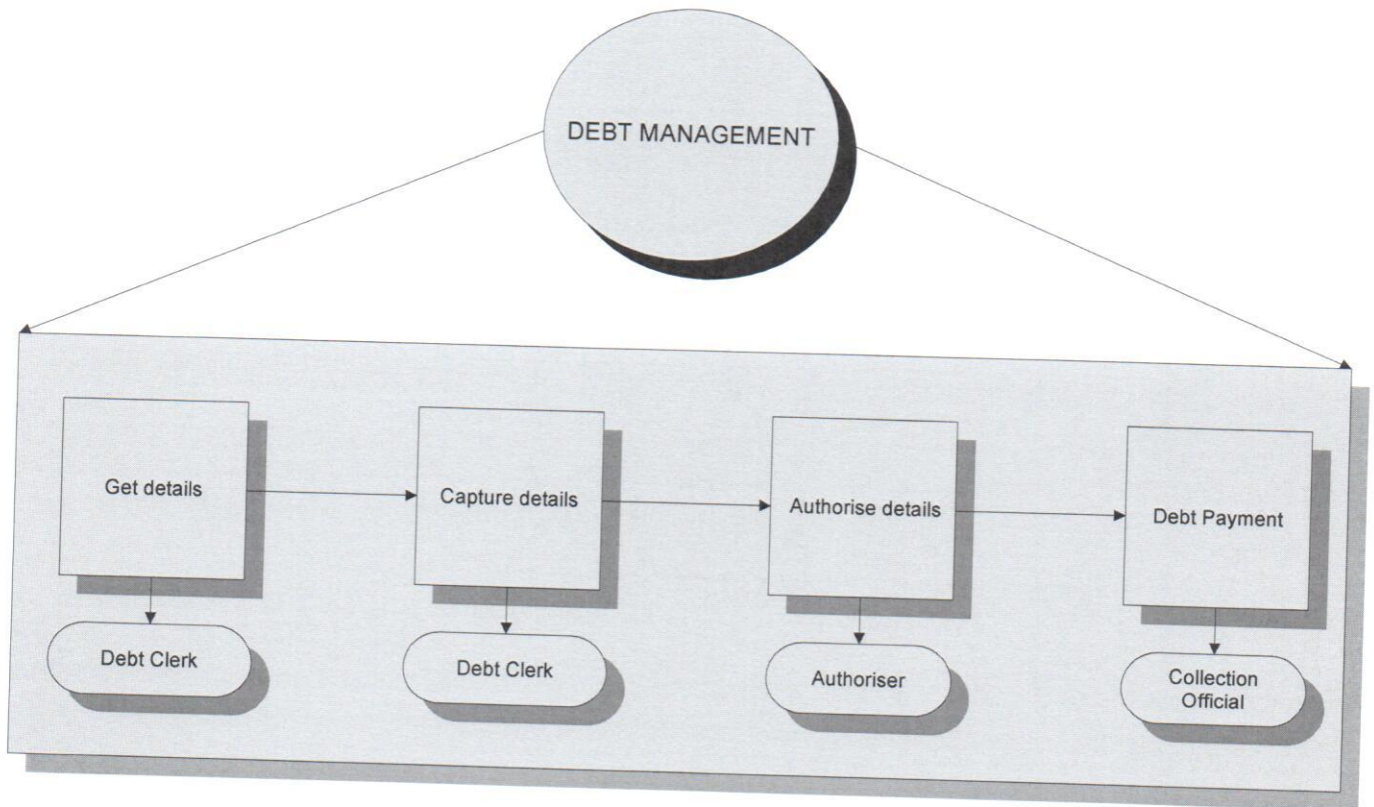 DEBT MANAGEMENT
Get details
Capture details
Authorise details
Debt Payment
Debt Clerk
Debt Clerk
Authoriser
Collection
Official